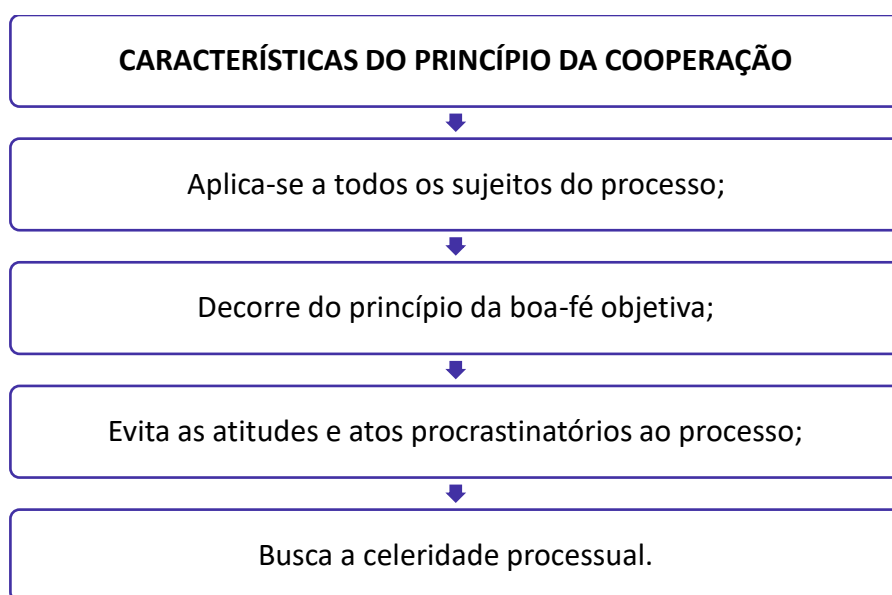 CARACTERÍSTICAS DO PRINCÍPIO DA COOPERAÇÃO
Aplica-se a todos os sujeitos do processo;
Decorre do princípio da boa-fé objetiva;
Evita as atitudes e atos procrastinatórios ao processo;
Busca a celeridade processual.